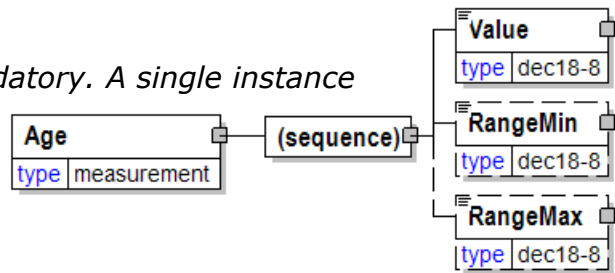 Value
type dec18-8
datory. A single instance
Age
type measurement
(sequence)
RangeMin
type dec18-8
RangeMax
type dec18-8